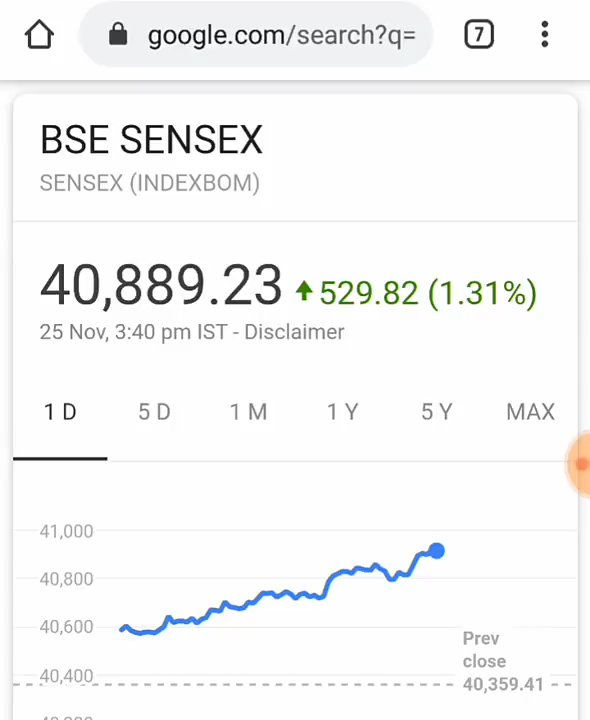 google.com/search?q=
7
BSE SENSEX
SENSEX (INDEXBOM)
40,889.23 ↑529.82 (1.31%)
25 Nov, 3:40 pm IST - Disclaimer
1 D 5 D 1 M 1 Y 5 Y MAX
41,000
40,800
40,600
Prev
close
40,400
40,359.41